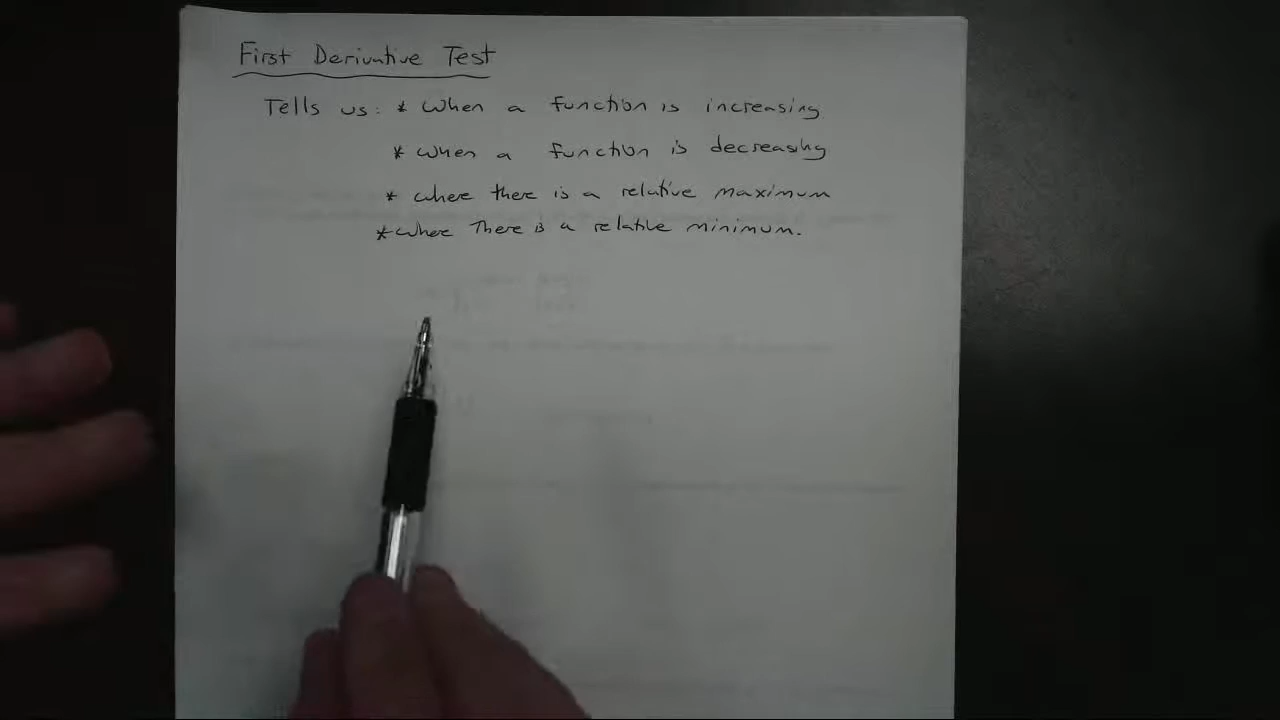 First Derivative Test
Tells us: * When a function is increasing
* when a function is decreasing
* where there is a relative maximum
* where There is a relative minimum.